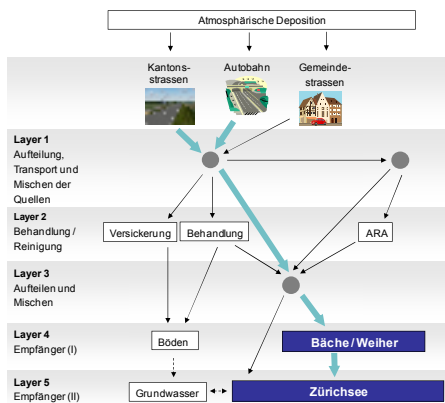 Atmosphärische Deposition
Kantons-
strassen
Autobahn
Gemeinde-
strassen
Layer 1
Aufteilung,
Transport und
Mischen der
Quellen
Layer 2
Behandlung /
Reinigung
Versickerung
Behandlung
ARA
Layer 3
Aufteilen und
Mischen
Layer 4
Empfänger (I)
Böden
Bäche / Weiher
Layer 5
Empfänger (II)
Grundwasser
Zürichsee